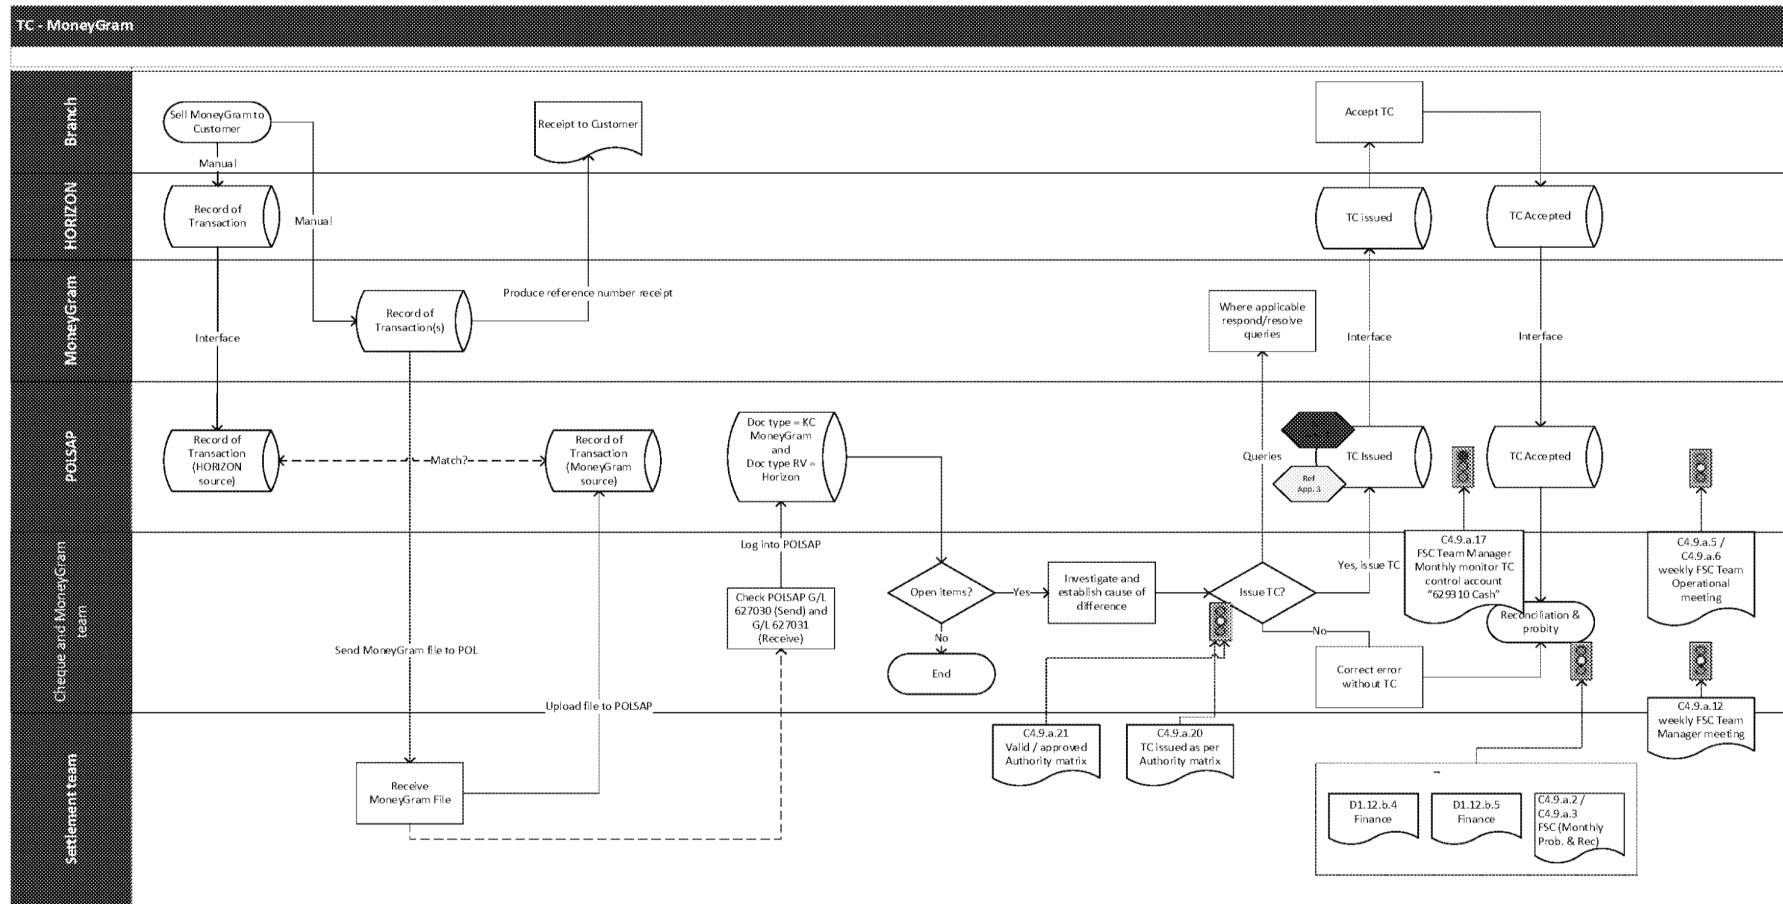 TC - MoneyGram
Branch
Sell MoneyGram to
Customer
Manual
Receipt to Customer
Accept TC
HORIZON
Record of
Transaction
Manual
TC issued
TC Accepted
MoneyGram
Interface
Record of
Transaction(s)
Produce reference number receipt
Where applicable
respond/resolve
queries
Interface
Interface
POLSAP
Record of
Transaction
(HORIZON
source)
Match?
Record of
Transaction
(MoneyGram
source)
Doc type = KC
MoneyGram
and
Doc type RV =
Horizon
Queries
Ref
App. 3
TC Issued
TC Accepted
Cheque and MoneyGram
team
Send MoneyGram file to POL
Log into POLSAP
Check POLSAP G/L
627030 (Send) and
G/L 627031
(Receive)
Open items?
Yes
No
End
Investigate and
establish cause of
difference
Issue TC?
Yes, issue TC
No
Correct error
without TC
C4.9.a.17
FSC Team Manager
Monthly monitor TC
control account
"629310 Cash"
Reconciliation &
probity
C4.9.a.5 /
C4.9.a.6
weekly FSC Team
Operational
meeting
Settlement team
Upload file to POLSAP
Receive
MoneyGram File
C4.9.a.21
Valid / approved
Authority matrix
C4.9.a.20
TC issued as per
Authority matrix
C4.9.a.12
weekly FSC Team
Manager meeting
D1.12.b.4
Finance
D1.12.b.5
Finance
C4.9.a.2 /
C4.9.a.3
FSC (Monthly
Prob. & Rec)